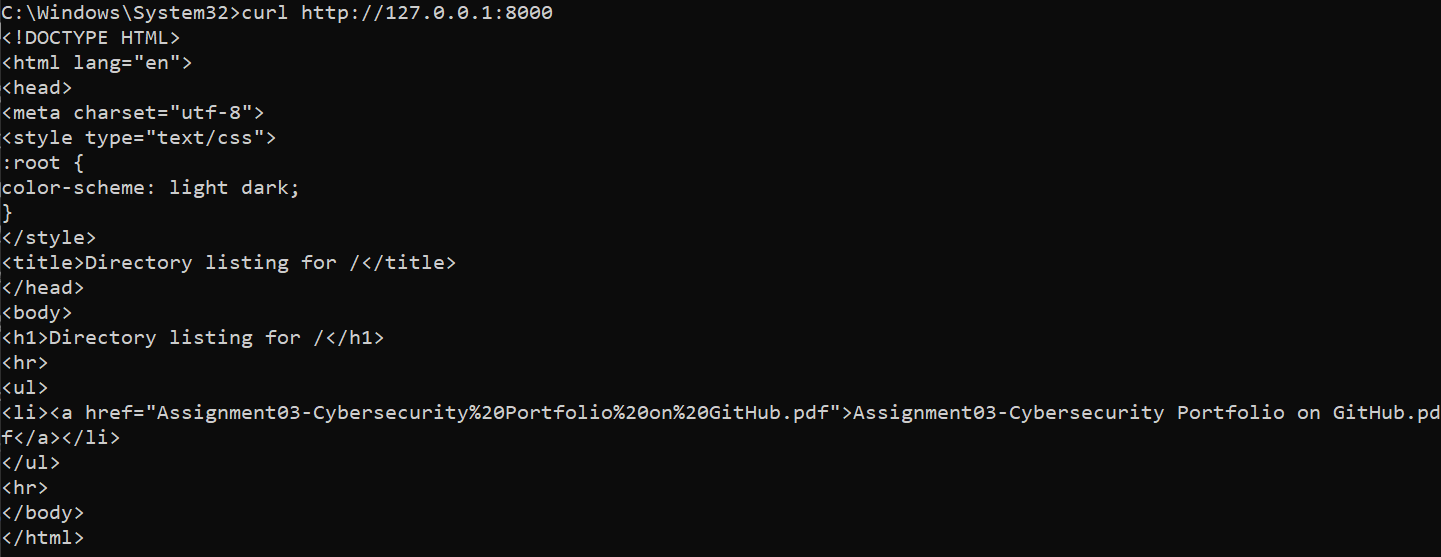 C:\Windows\System32>curl http://127.0.0.1:8000
<!DOCTYPE HTML>
<html lang="en">
<head>
<meta charset="utf-8">
<style type="text/css">
:root {
color-scheme: light dark;
}
</style>
<title>Directory listing for /</title>
</head>
<body>
<h1>Directory listing for /</h1>
<hr>
<ul>
<li><a href="Assignment03-Cybersecurity%20Portfolio%20on%20GitHub.pdf">Assignment03-Cybersecurity Portfolio on GitHub.pd
f</a></li>
</ul>
<hr>
</body>
</html>